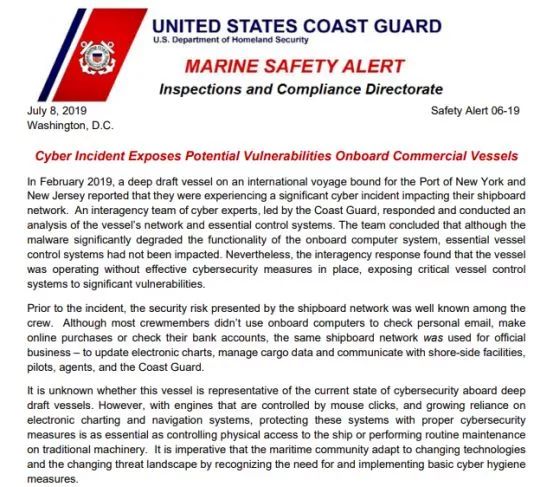 UNITED STATES COAST GUARD
U.S. Department of Homeland Security
MARINE SAFETY ALERT
Inspections and Compliance Directorate
July 8, 2019 Safety Alert 06-19
Washington, D.C.
Cyber Incident Exposes Potential Vulnerabilities Onboard Commercial Vessels
In February 2019, a deep draft vessel on an international voyage bound for the Port of New York and
New Jersey reported that they were experiencing a significant cyber incident impacting their shipboard
network. An interagency team of cyber experts, led by the Coast Guard, responded and conducted an
analysis of the vessel's network and essential control systems. The team concluded that although the
malware significantly degraded the functionality of the onboard computer system, essential vessel
control systems had not been impacted. Nevertheless, the interagency response found that the vessel
was operating without effective cybersecurity measures in place, exposing critical vessel control
systems to significant vulnerabilities.
Prior to the incident, the security risk presented by the shipboard network was well known among the
crew. Although most crewmembers didn't use onboard computers to check personal email, make
online purchases or check their bank accounts, the same shipboard network was used for official
business – to update electronic charts, manage cargo data and communicate with shore-side facilities,
pilots, agents, and the Coast Guard.
It is unknown whether this vessel is representative of the current state of cybersecurity aboard deep
draft vessels. However, with engines that are controlled by mouse clicks, and growing reliance on
electronic charting and navigation systems, protecting these systems with proper cybersecurity
measures is as essential as controlling physical access to the ship or performing routine maintenance
on traditional machinery. It is imperative that the maritime community adapt to changing technologies
and the changing threat landscape by recognizing the need for and implementing basic cyber hygiene
measures.